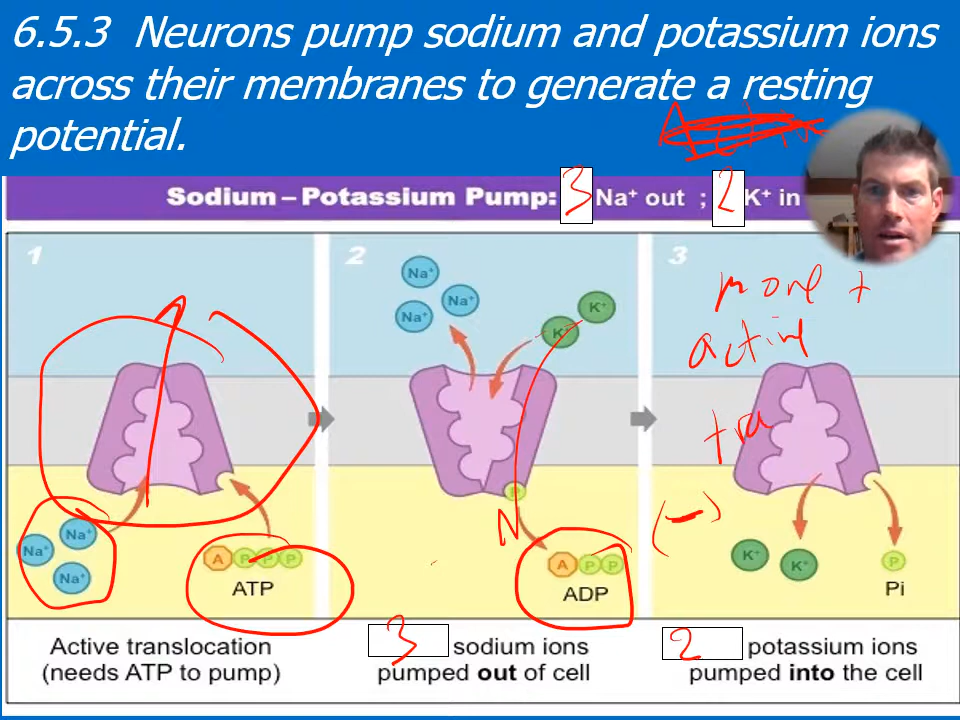 6.5.3 Neurons pump sodium and potassium ions
across their membranes to generate a resting
potential.
Sodium – Potassium Pump: 3 Na⁺ out ; 2 K⁺ in
1
2
3
Na⁺
Na⁺
Na⁺
K⁺
K⁺
more +
active
tra
(-)
Na⁺
Na⁺
Na⁺
A P P P
ATP
P
A P P
ADP
K⁺
K⁺
P
Pi
Active translocation
(needs ATP to pump)
3 sodium ions
pumped out of cell
2 potassium ions
pumped into the cell